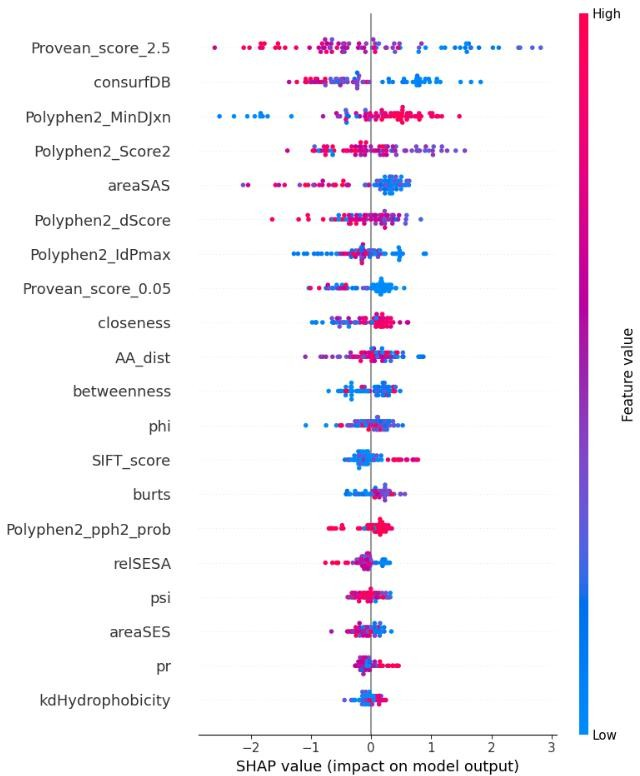 High
Provean_score_2.5
consurfDB
Polyphen2_MinDJxn
Polyphen2_Score2
areaSAS
Polyphen2_dScore
Polyphen2_IdPmax
Provean_score_0.05
closeness
AA_dist
betweenness
phi
SIFT_score
burts
Polyphen2_pph2_prob
relSESA
psi
areaSES
pr
kdHydrophobicity
Feature value
Low
−2 −1 0 1 2 3
SHAP value (impact on model output)